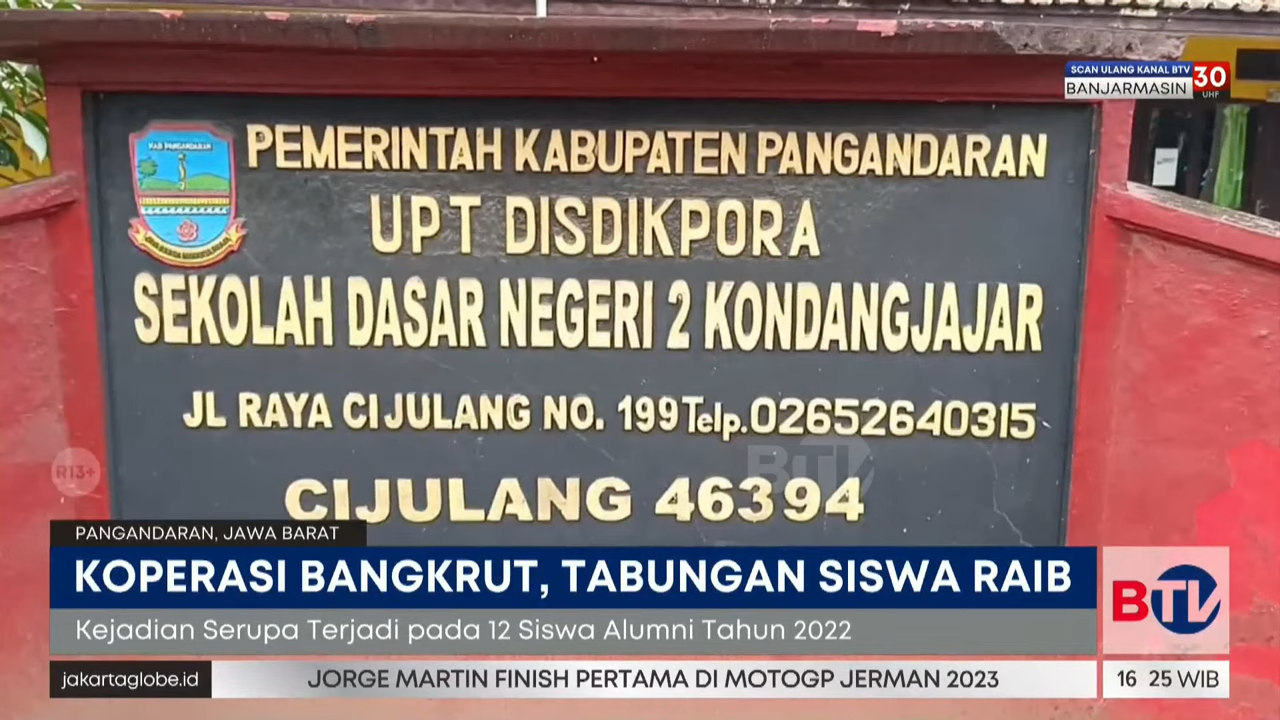 SCAN ULANG KANAL BTV
BANJARMASIN
30
UHF
KAB PANGANDARAN
PEMERINTAH KABUPATEN PANGANDARAN
UPT DISDIKPORA
SEKOLAH DASAR NEGERI 2 KONDANGJAJAR
JL RAYA CIJULANG NO. 199 Telp.02652640315
CIJULANG 46394
BTV
R13+
PANGANDARAN, JAWA BARAT
KOPERASI BANGKRUT, TABUNGAN SISWA RAIB
Kejadian Serupa Terjadi pada 12 Siswa Alumni Tahun 2022
BTV
jakartaglobe.id
JORGE MARTIN FINISH PERTAMA DI MOTOGP JERMAN 2023
16 25 WIB